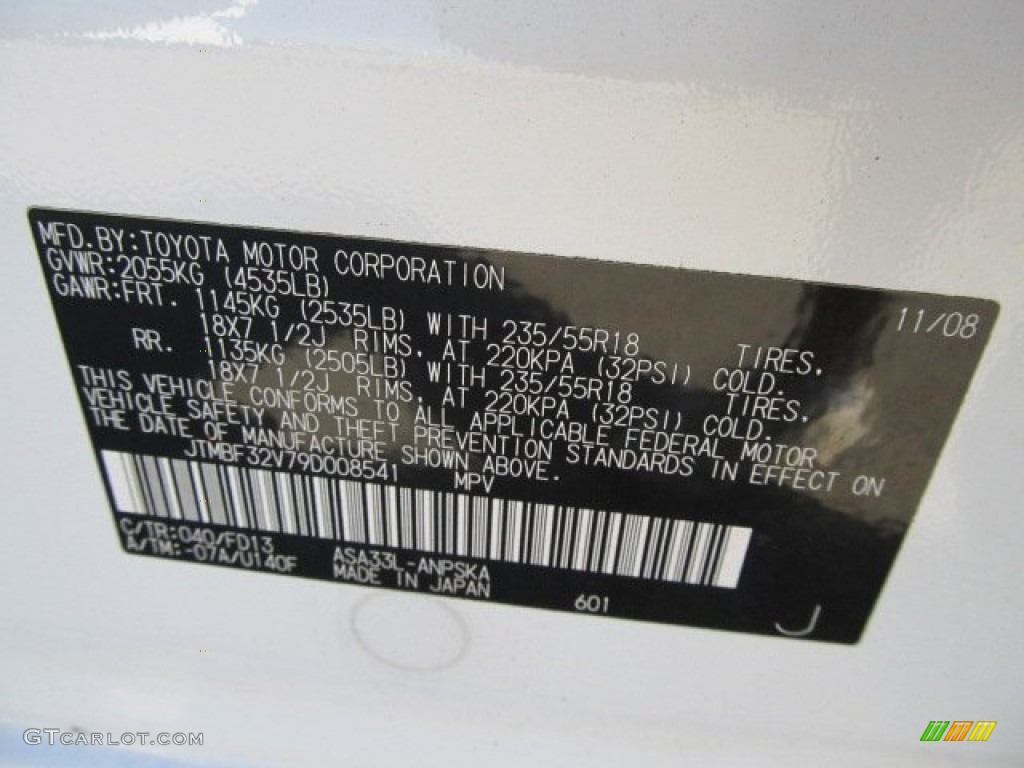 MFD.BY:TOYOTA MOTOR CORPORATION 11/08
GVWR:2055KG (4535LB)
GAWR:FRT. 1145KG (2535LB) WITH 235/55R18 TIRES,
18X7 1/2J RIMS, AT 220KPA (32PSI) COLD.
RR. 1135KG (2505LB) WITH 235/55R18 TIRES,
18X7 1/2J RIMS, AT 220KPA (32PSI) COLD.
THIS VEHICLE CONFORMS TO ALL APPLICABLE FEDERAL MOTOR
VEHICLE SAFETY AND THEFT PREVENTION STANDARDS IN EFFECT ON
THE DATE OF MANUFACTURE SHOWN ABOVE.
JTMBF32V79D008541 MPV
C/TR:040/FD13 ASA33L-ANPSKA
A/TM:-07A/U140F MADE IN JAPAN 601 J
GTCARLOT.COM